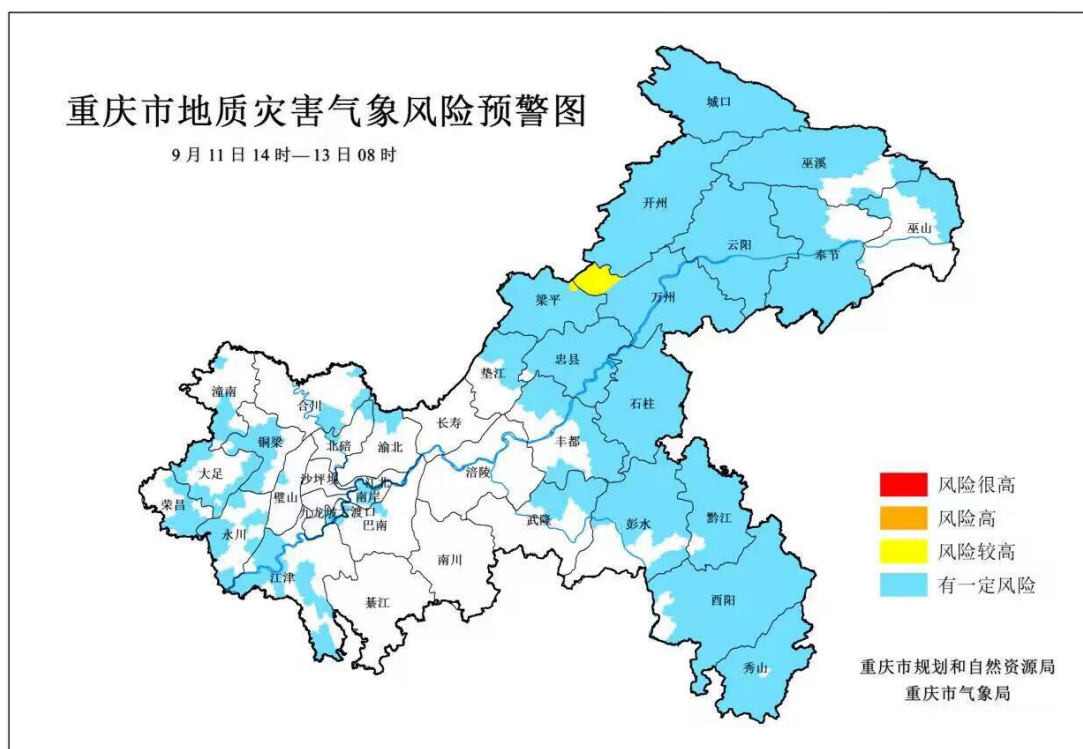 重庆市地质灾害气象风险预警图
9月11日14时—13日08时
城口
巫溪
开州
巫山
云阳
奉节
梁平
万州
忠县
垫江
石柱
潼南
合川
长寿
丰都
铜梁
北碚
渝北
大足
沙坪坝
江北
涪陵
荣昌
璧山
南岸
九龙坡
大渡口
巴南
永川
武隆
彭水
黔江
江津
南川
綦江
酉阳
秀山
风险很高
风险高
风险较高
有一定风险
重庆市规划和自然资源局
重庆市气象局